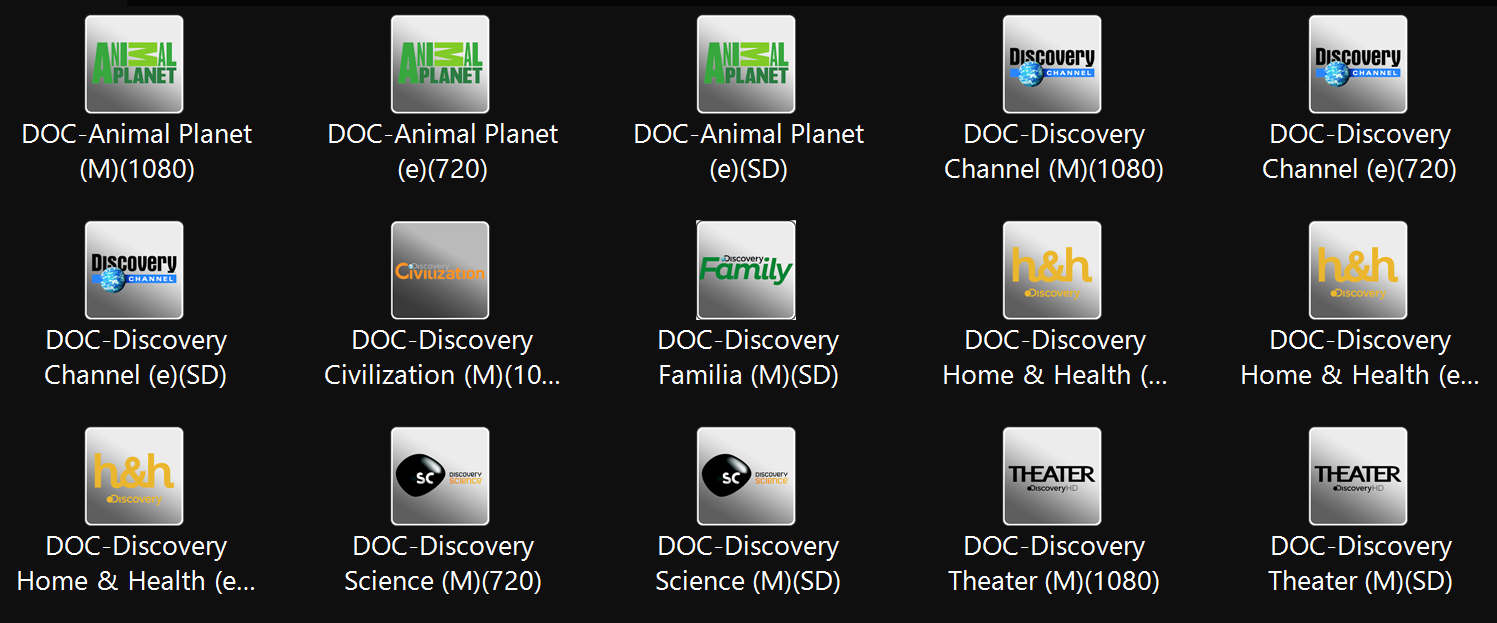 ANIMAL
PLANET
DOC-Animal Planet
(M)(1080)
ANIMAL
PLANET
DOC-Animal Planet
(e)(720)
ANIMAL
PLANET
DOC-Animal Planet
(e)(SD)
Discovery
CHANNEL
DOC-Discovery
Channel (M)(1080)
Discovery
CHANNEL
DOC-Discovery
Channel (e)(720)
Discovery
CHANNEL
DOC-Discovery
Channel (e)(SD)
Discovery
Civilization
DOC-Discovery
Civilization (M)(10...
Discovery
Family
DOC-Discovery
Familia (M)(SD)
h&h
Discovery
DOC-Discovery
Home & Health (...
h&h
Discovery
DOC-Discovery
Home & Health (e...
h&h
Discovery
DOC-Discovery
Home & Health (e...
SC
DISCOVERY
SCIENCE
DOC-Discovery
Science (M)(720)
SC
DISCOVERY
SCIENCE
DOC-Discovery
Science (M)(SD)
THEATER
Discovery HD
DOC-Discovery
Theater (M)(1080)
THEATER
Discovery HD
DOC-Discovery
Theater (M)(SD)